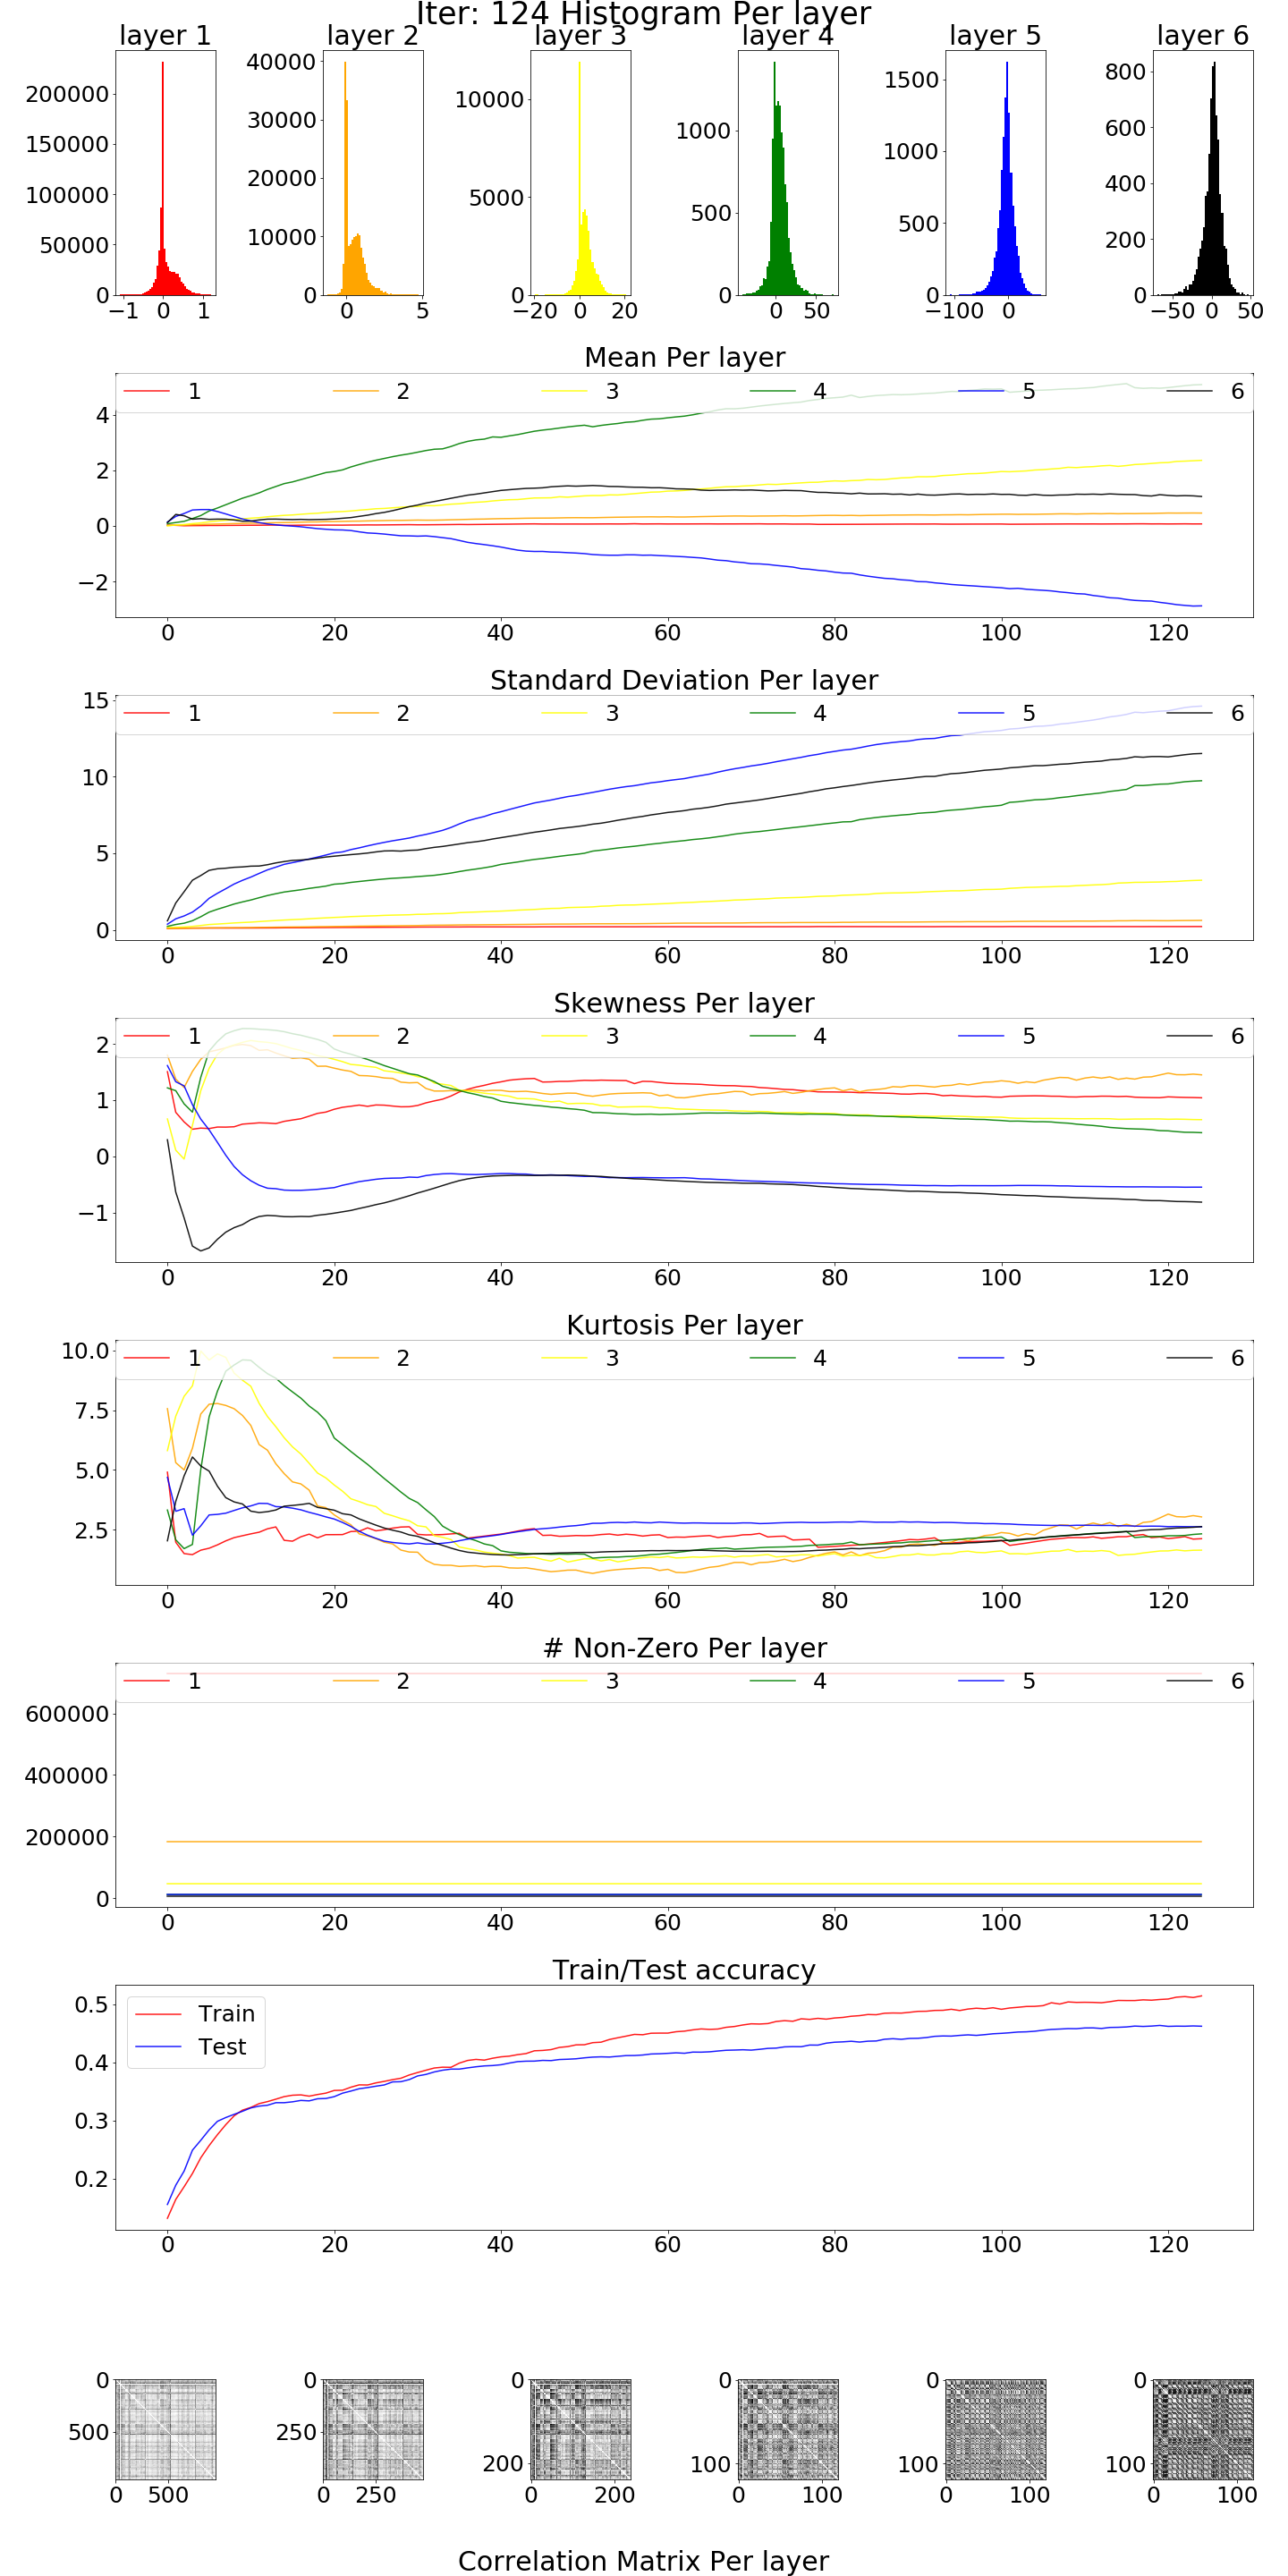 Iter: 124 Histogram Per layer
layer 1 layer 2 layer 3 layer 4 layer 5 layer 6
200000 150000 100000 50000 0
−1 0 1
40000 30000 20000 10000 0
0 5
10000 5000 0
−20 0 20
1000 500 0
0 50
1500 1000 500 0
−100 0
800 600 400 200 0
−50 0 50
Mean Per layer
1 2 3 4 5 6
4
2
0
−2
0 20 40 60 80 100 120
Standard Deviation Per layer
1 2 3 4 5 6
15
10
5
0
0 20 40 60 80 100 120
Skewness Per layer
1 2 3 4 5 6
2
1
0
−1
0 20 40 60 80 100 120
Kurtosis Per layer
1 2 3 4 5 6
10.0
7.5
5.0
2.5
0 20 40 60 80 100 120
# Non-Zero Per layer
1 2 3 4 5 6
600000
400000
200000
0
0 20 40 60 80 100 120
Train/Test accuracy
Train
Test
0.5
0.4
0.3
0.2
0 20 40 60 80 100 120
0 500
0 500
0 250
0 250
0 200
0 200
0 100
0 100
0 100
0 100
0 100
0 100
Correlation Matrix Per layer